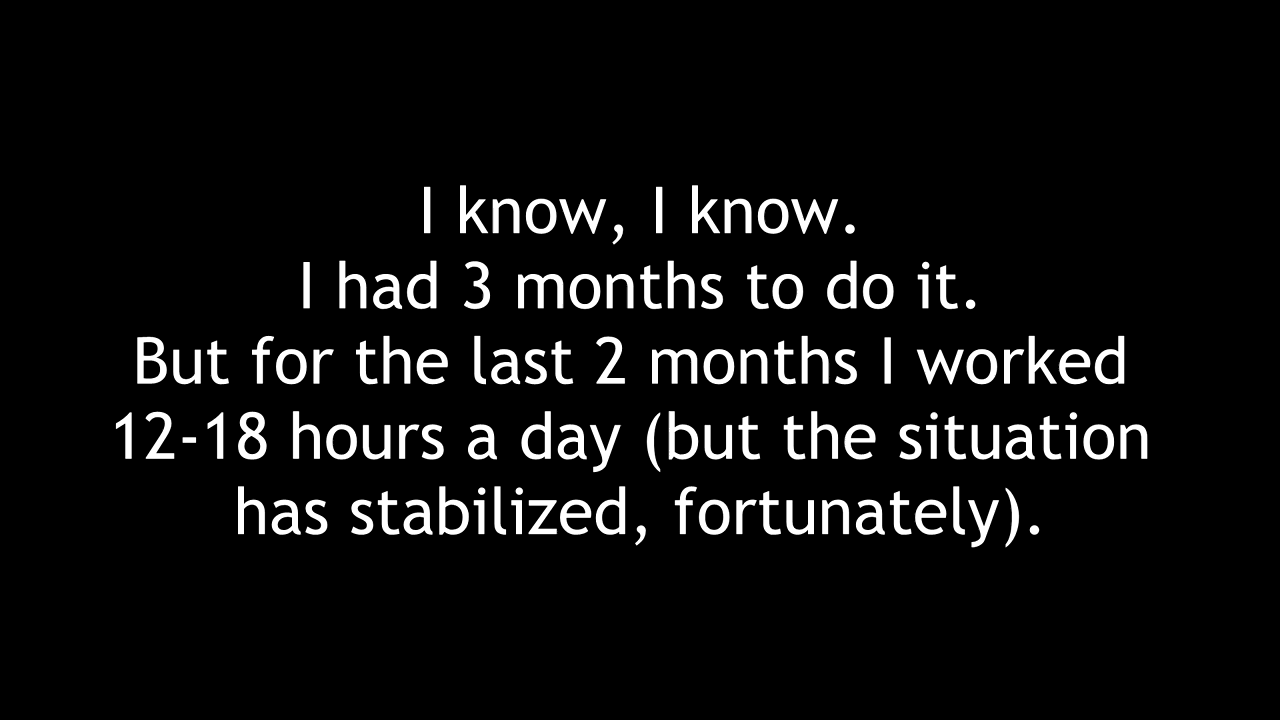 I know, I know.
I had 3 months to do it.
But for the last 2 months I worked
12-18 hours a day (but the situation
has stabilized, fortunately).